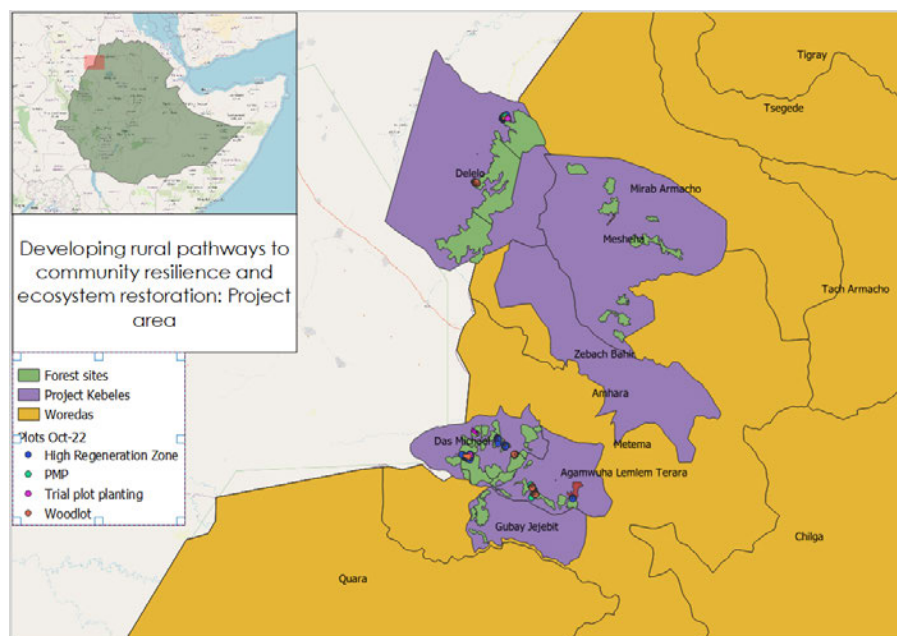 Developing rural pathways to
community resilience and
ecosystem restoration: Project
area
Forest sites
Project Kebeles
Woredas
Plots Oct-22
High Regeneration Zone
PMP
Trial plot planting
Woodlot
Tigray
Tsegede
Delelo
Mirab Armacho
Mesheha
Tach Armacho
Zebach Bahir
Amhara
Metema
Das Michael
Agamwuha Lemlem Terara
Gubay Jejebit
Chilga
Quara